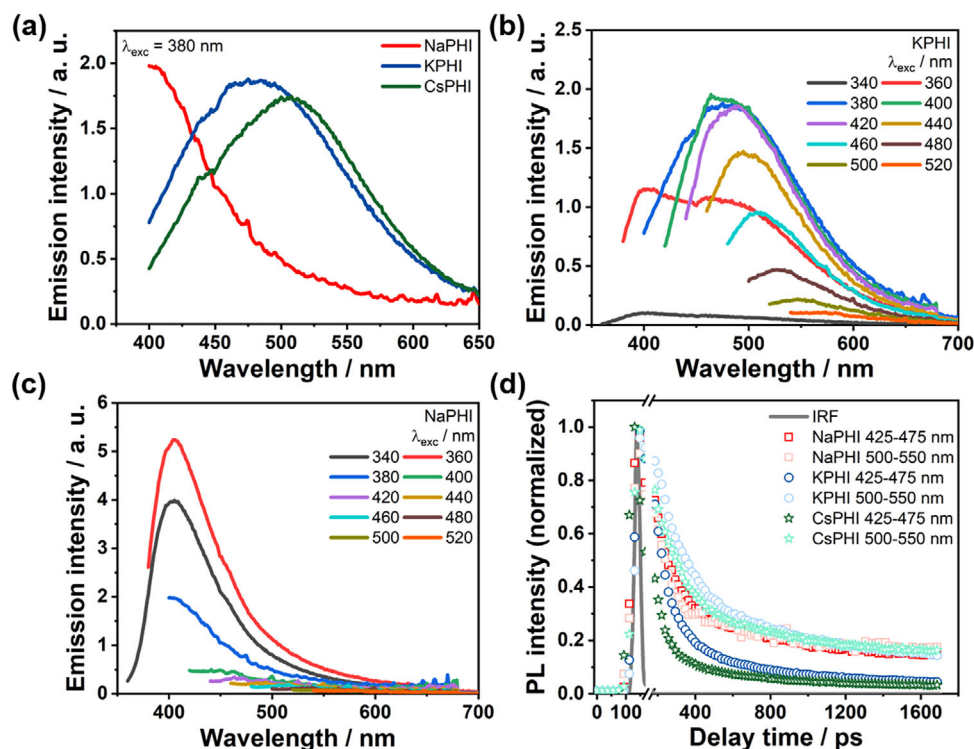 (a)
λexc = 380 nm
NaPHI
KPHI
CsPHI
Emission intensity / a. u.
2.0
1.5
1.0
0.5
0.0
400 450 500 550 600 650
Wavelength / nm
(b)
KPHI
λexc / nm
340 360
380 400
420 440
460 480
500 520
Emission intensity / a. u.
2.5
2.0
1.5
1.0
0.5
0.0
400 500 600 700
Wavelength / nm
(c)
NaPHI
λexc / nm
340 360
380 400
420 440
460 480
500 520
Emission intensity / a. u.
6
5
4
3
2
1
0
400 500 600 700
Wavelength / nm
(d)
IRF
NaPHI 425-475 nm
NaPHI 500-550 nm
KPHI 425-475 nm
KPHI 500-550 nm
CsPHI 425-475 nm
CsPHI 500-550 nm
PL intensity (normalized)
1.0
0.8
0.6
0.4
0.2
0.0
0 100 400 800 1200 1600
Delay time / ps